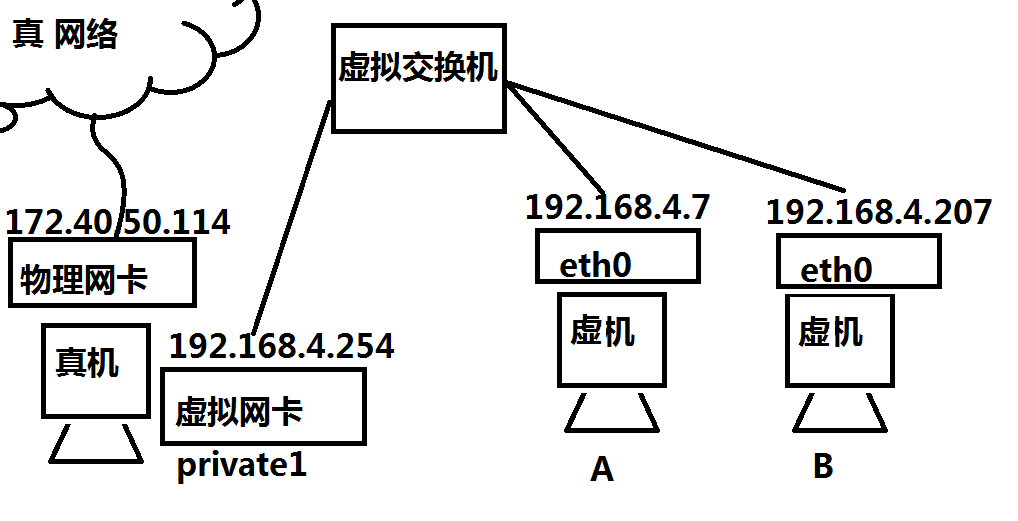 真 网络
虚拟交换机
172.40.50.114
物理网卡
真机
192.168.4.254
虚拟网卡
private1
192.168.4.7
eth0
虚机
A
192.168.4.207
eth0
虚机
B